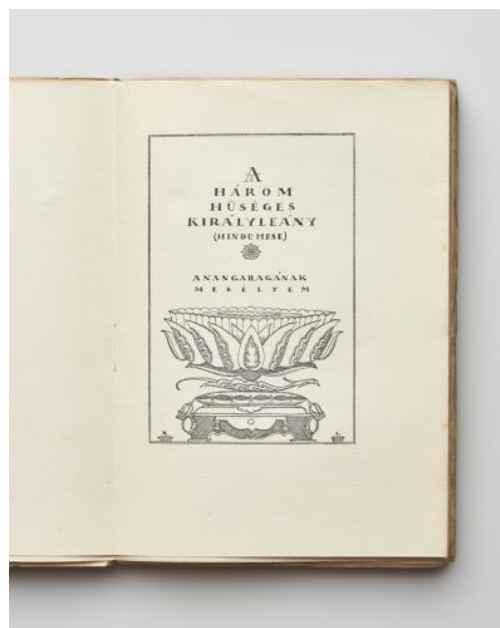 A
HÁROM
HŰSÉGES
KIRÁLYLEÁNY
(HINDU MESE)
ANANGARAGÁNAK
MESÉLTEM
K L